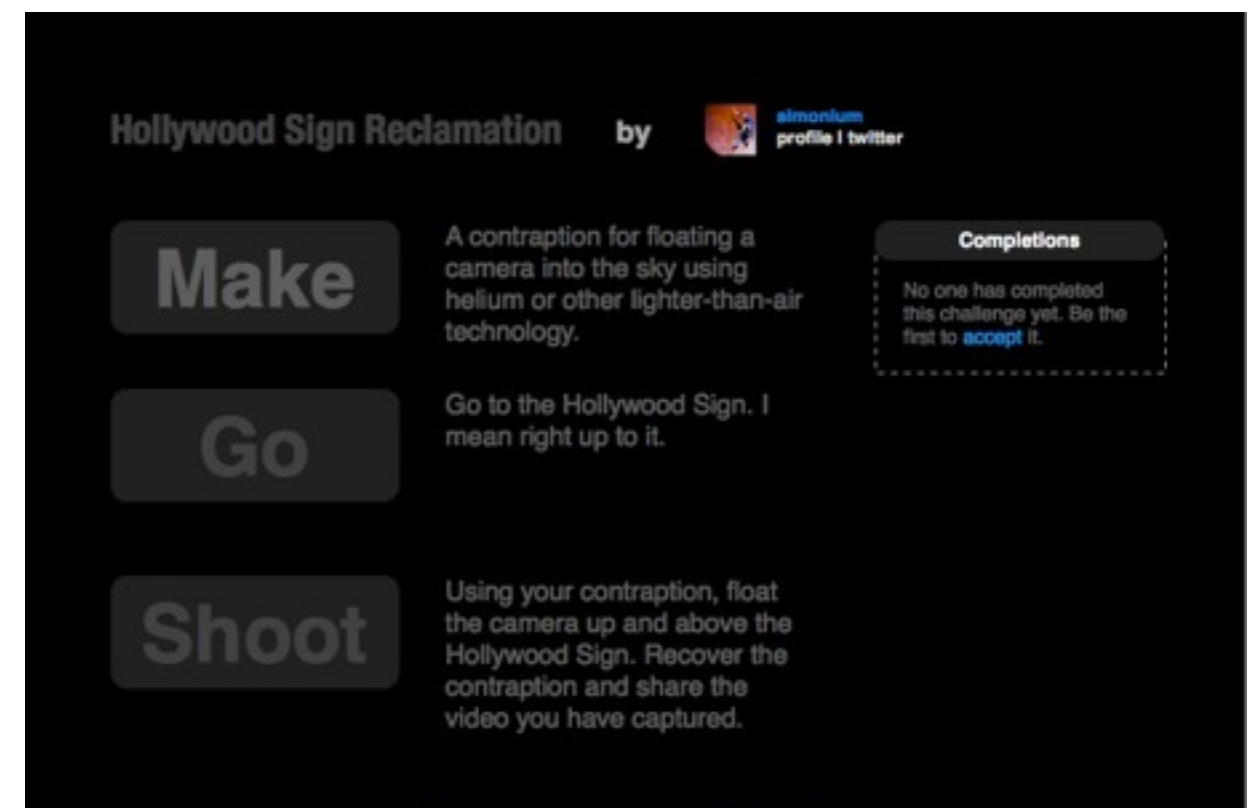 Hollywood Sign Reclamation by
simonium
profile | twitter
Make
A contraption for floating a
camera into the sky using
helium or other lighter-than-air
technology.
Completions
No one has completed
this challenge yet. Be the
first to accept it.
Go
Go to the Hollywood Sign. I
mean right up to it.
Shoot
Using your contraption, float
the camera up and above the
Hollywood Sign. Recover the
contraption and share the
video you have captured.